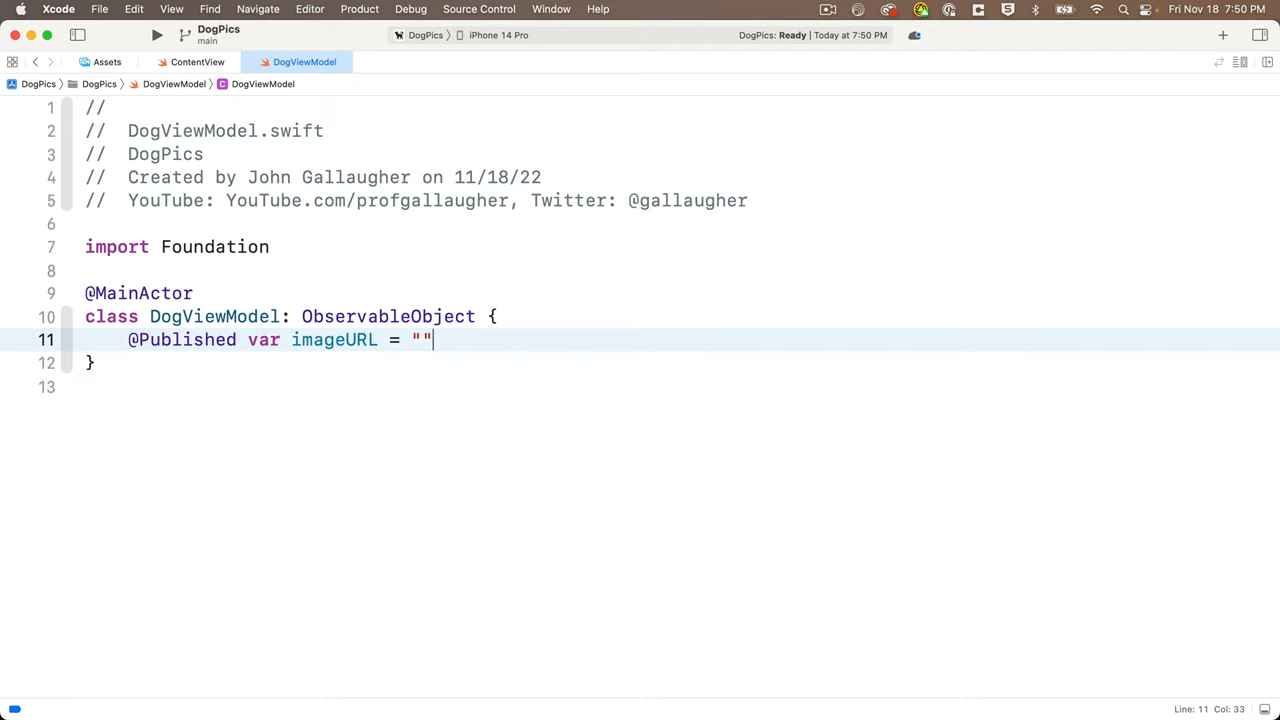 Xcode File Edit View Find Navigate Editor Product Debug Source Control Window Help Fri Nov 18 7:50 PM
DogPics
main
DogPics 〉 iPhone 14 Pro
DogPics: Ready | Today at 7:50 PM
Assets ContentView DogViewModel
DogPics 〉 DogPics 〉 DogViewModel 〉 C DogViewModel
1 //
2 // DogViewModel.swift
3 // DogPics
4 // Created by John Gallaugher on 11/18/22
5 // YouTube: YouTube.com/profgallaugher, Twitter: @gallaugher
6
7 import Foundation
8
9 @MainActor
10 class DogViewModel: ObservableObject {
11 @Published var imageURL = ""
12 }
13
Line: 11 Col: 33